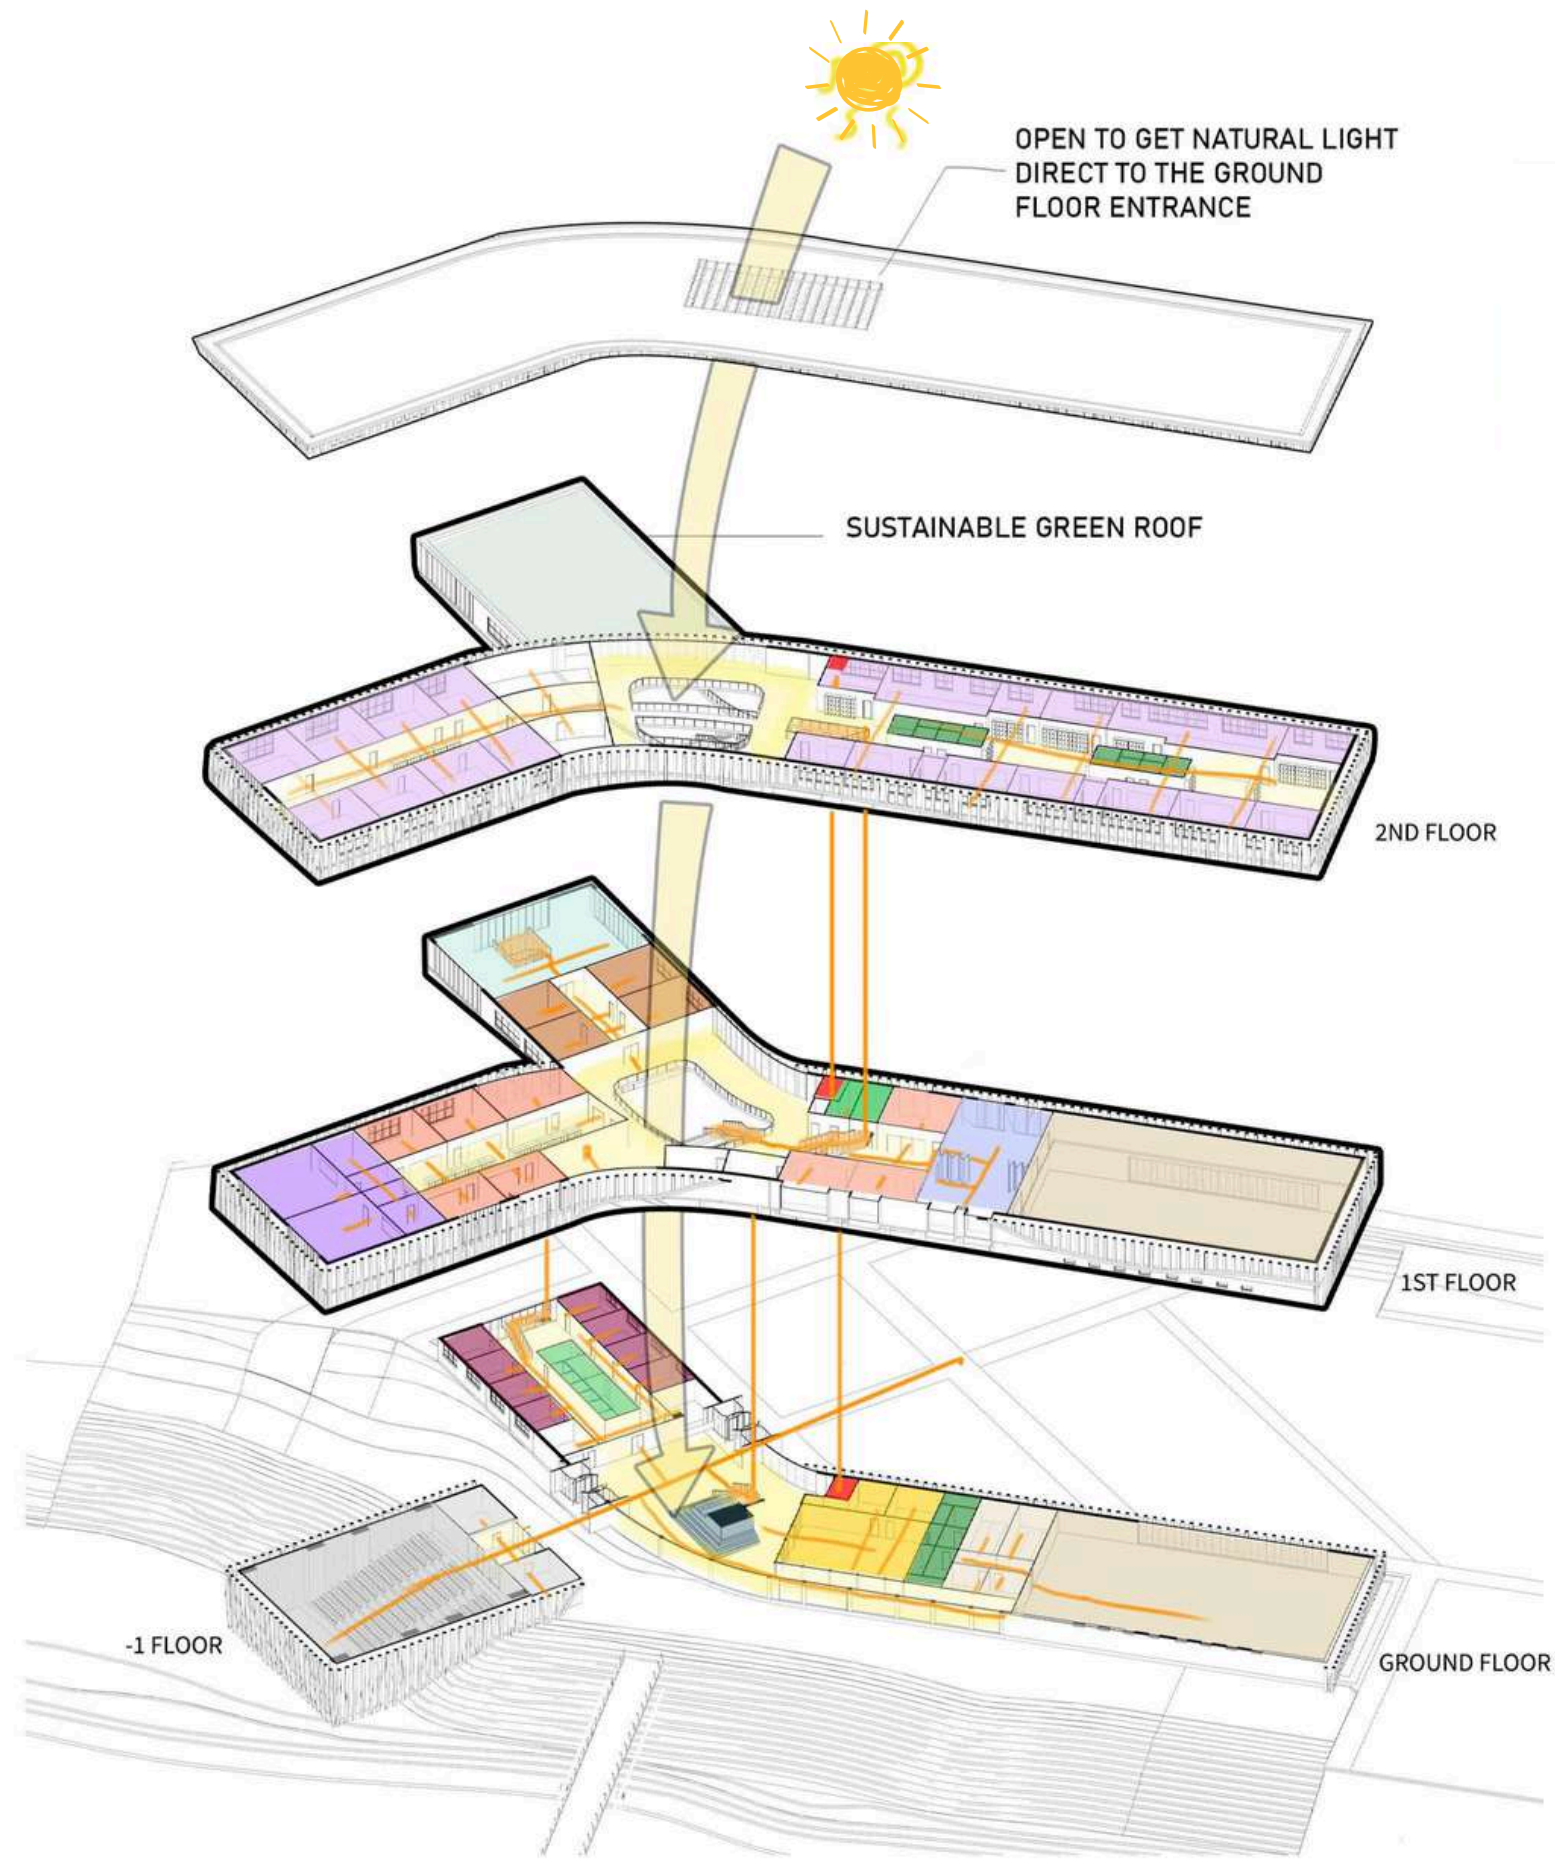 OPEN TO GET NATURAL LIGHT
DIRECT TO THE GROUND
FLOOR ENTRANCE
SUSTAINABLE GREEN ROOF
2ND FLOOR
1ST FLOOR
-1 FLOOR
GROUND FLOOR